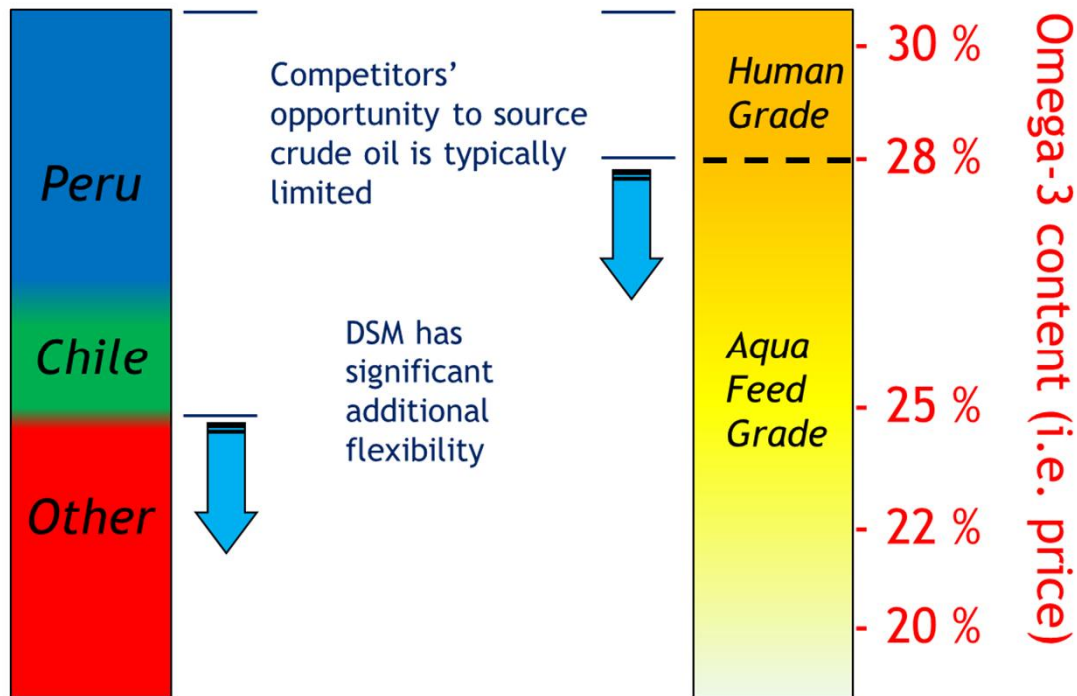 Peru
Chile
Other
Competitors’
opportunity to source
crude oil is typically
limited
DSM has
significant
additional
flexibility
Human
Grade
Aqua
Feed
Grade
- 30 %
- 28 %
- 25 %
- 22 %
- 20 %
Omega-3 content (i.e. price)